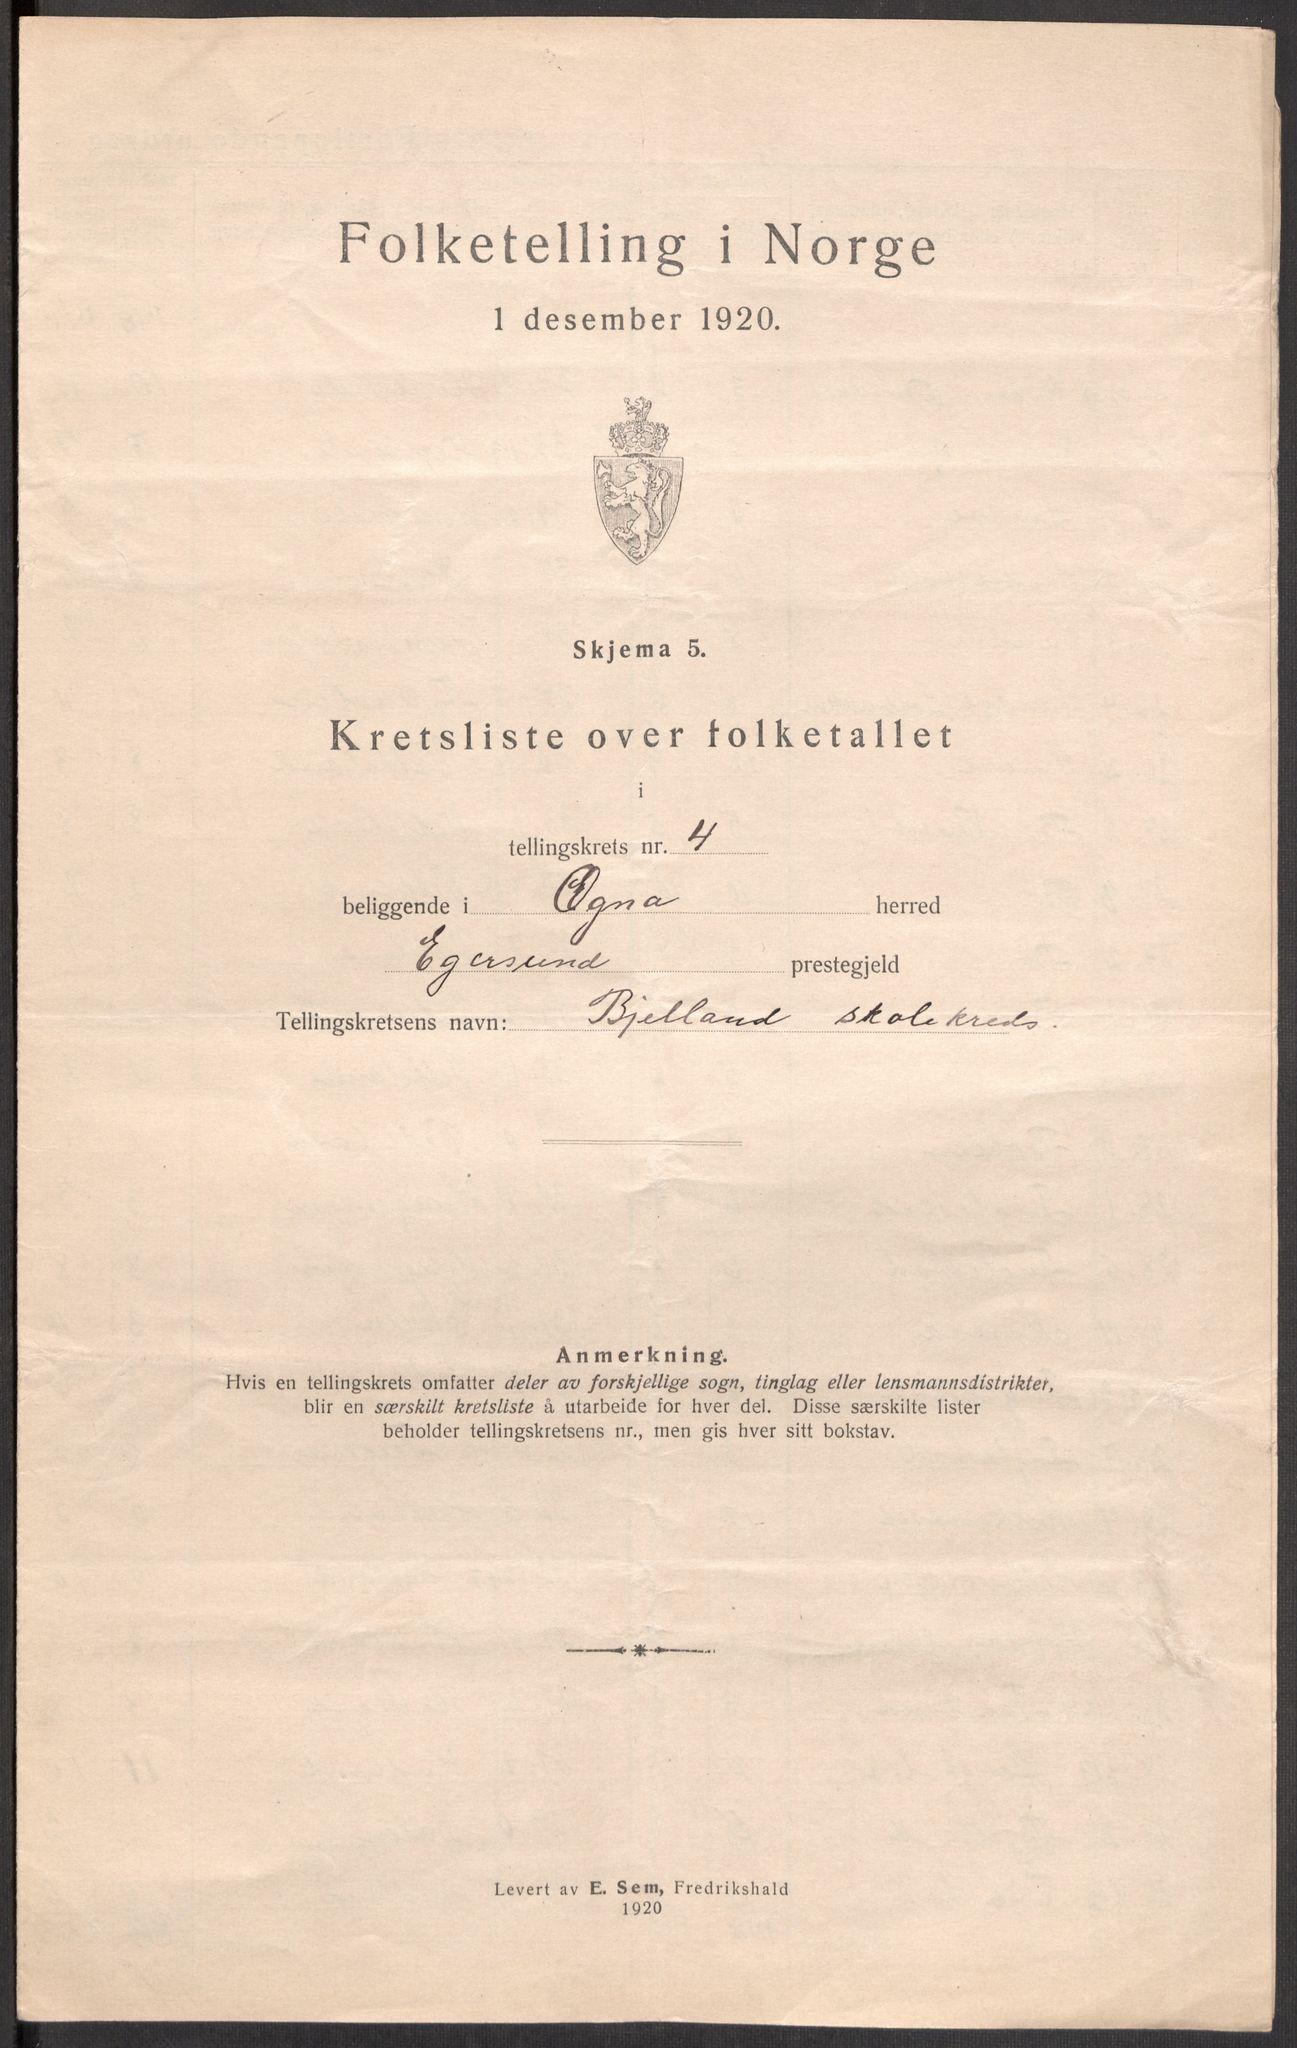 Folketelling i Norge
1 desember 1920.
Skjema 5.
Kretsliste over folketallet
i
tellingskrets nr. 4
beliggende i Ogna herred
Egersund prestegjeld
Tellingskretsens navn: Bjelland skolekreds.
Anmerkning.
Hvis en tellingskrets omfatter deler av forskjellige sogn, tinglag eller lensmannsdistrikter,
blir en særskilt kretsliste å utarbeide for hver del. Disse særskilte lister
beholder tellingskretsens nr., men gis hver sitt bokstav.
Levert av E. Sem, Fredrikshald
1920